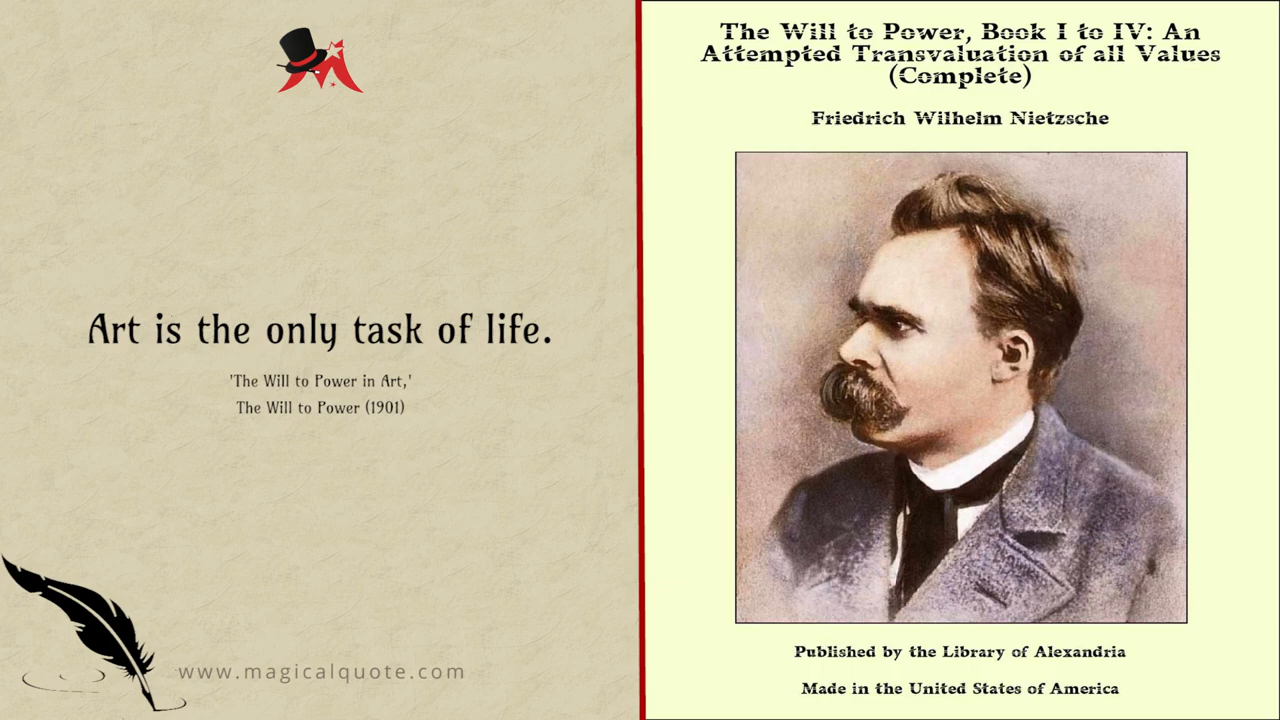 Art is the only task of life.
'The Will to Power in Art,'
The Will to Power (1901)
www.magicalquote.com
The Will to Power, Book I to IV: An
Attempted Transvaluation of all Values
(Complete)
Friedrich Wilhelm Nietzsche
Published by the Library of Alexandria
Made in the United States of America